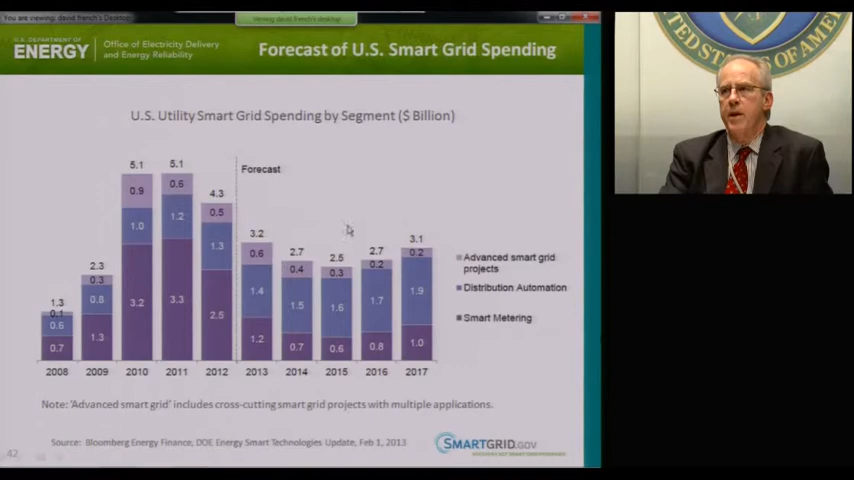 You are viewing: david french's Desktop
Viewing david french's desktop
U.S. DEPARTMENT OF
ENERGY
Office of Electricity Delivery
and Energy Reliability
Forecast of U.S. Smart Grid Spending
U.S. Utility Smart Grid Spending by Segment ($ Billion)
Forecast
1.3
0.1
0.6
0.7
2.3
0.3
0.8
1.3
5.1
0.9
1.0
3.2
5.1
0.6
1.2
3.3
4.3
0.5
1.3
2.5
3.2
0.6
1.4
1.2
2.7
0.4
1.5
0.7
2.5
0.3
1.6
0.6
2.7
0.2
1.7
0.8
3.1
0.2
1.9
1.0
2008 2009 2010 2011 2012 2013 2014 2015 2016 2017
Advanced smart grid
projects
Distribution Automation
Smart Metering
Note: 'Advanced smart grid' includes cross-cutting smart grid projects with multiple applications.
Source: Bloomberg Energy Finance, DOE Energy Smart Technologies Update, Feb 1, 2013
42
SMARTGRID.GOV
UNITED STATES OF AMERICA